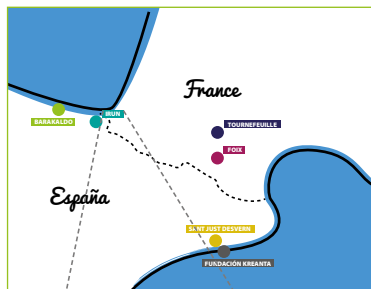 France
IRUN
BARAKALDO
TOURNEFEUILLE
FOIX
España
SANT JUST DESVERN
FUNDACIÓN KREANTA